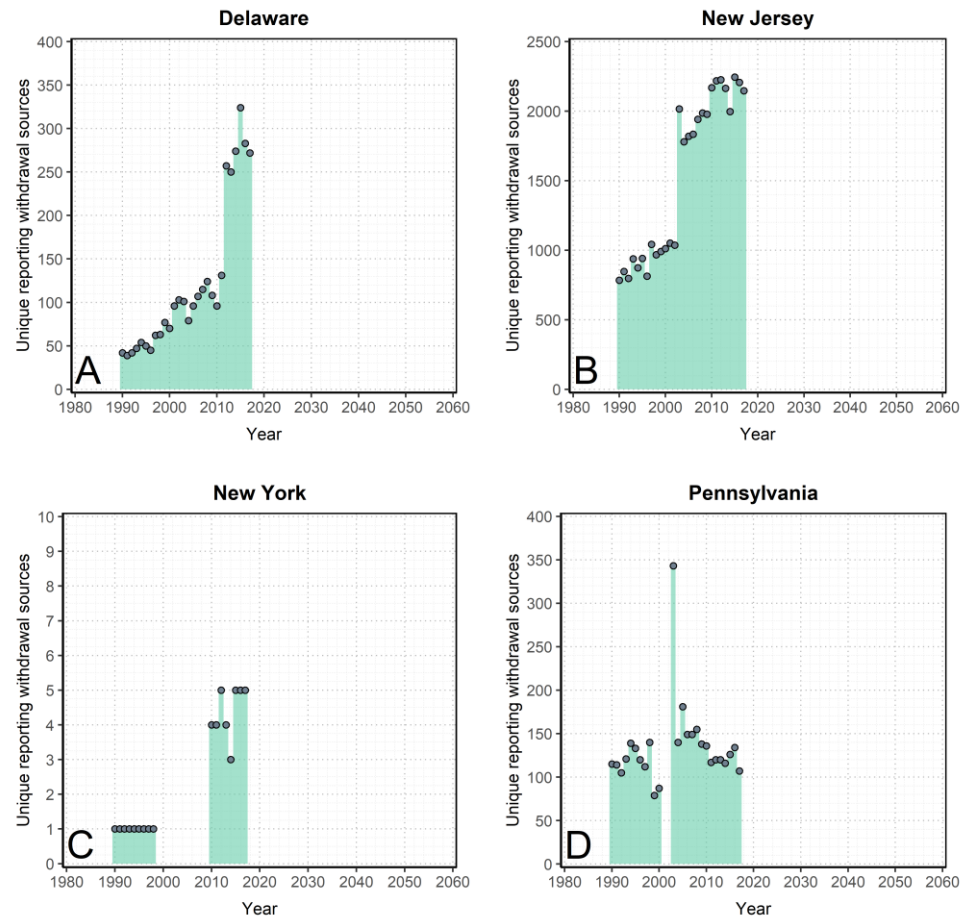 Delaware
Unique reporting withdrawal sources
400
350
300
250
200
150
100
50
0
A
1980 1990 2000 2010 2020 2030 2040 2050 2060
Year
New Jersey
Unique reporting withdrawal sources
2500
2000
1500
1000
500
0
B
1980 1990 2000 2010 2020 2030 2040 2050 2060
Year
New York
Unique reporting withdrawal sources
10
9
8
7
6
5
4
3
2
1
0
C
1980 1990 2000 2010 2020 2030 2040 2050 2060
Year
Pennsylvania
Unique reporting withdrawal sources
400
350
300
250
200
150
100
50
0
D
1980 1990 2000 2010 2020 2030 2040 2050 2060
Year